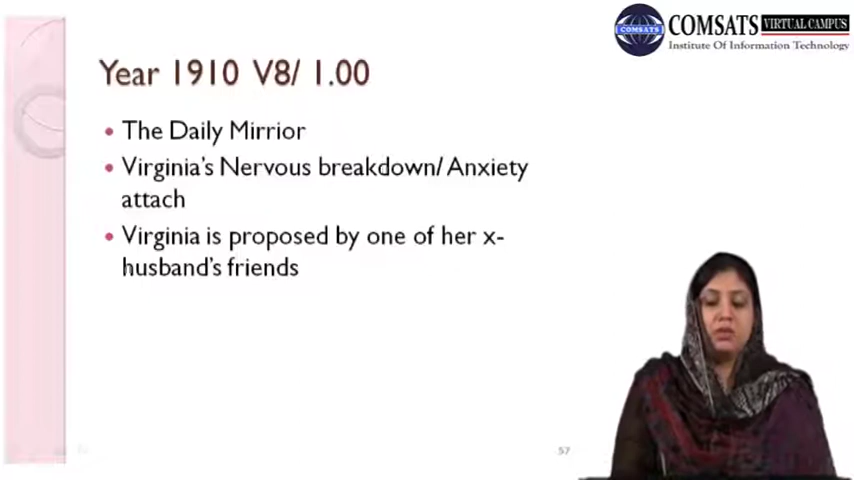 COMSATS VIRTUAL CAMPUS
COMSATS Institute Of Information Technology
Year 1910 V8/ 1.00
• The Daily Mirrior
• Virginia's Nervous breakdown/ Anxiety
attach
• Virginia is proposed by one of her x-
husband's friends
57